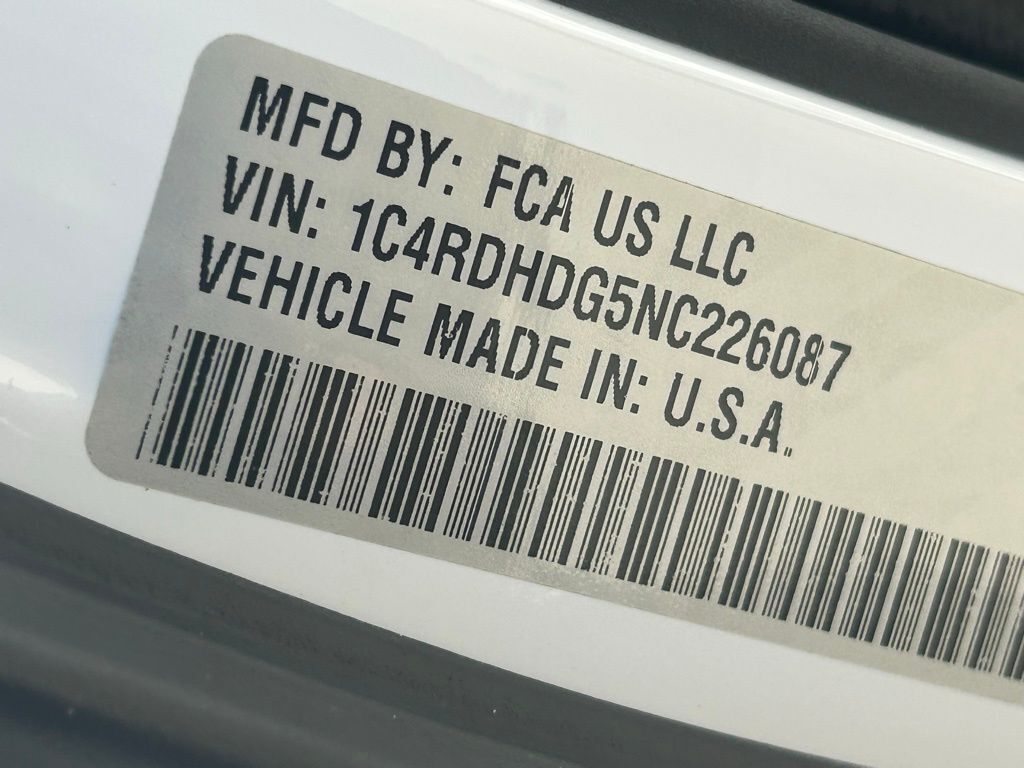 MFD BY: FCA US LLC
VIN: 1C4RDHDG5NC226087
VEHICLE MADE IN: U.S.A.